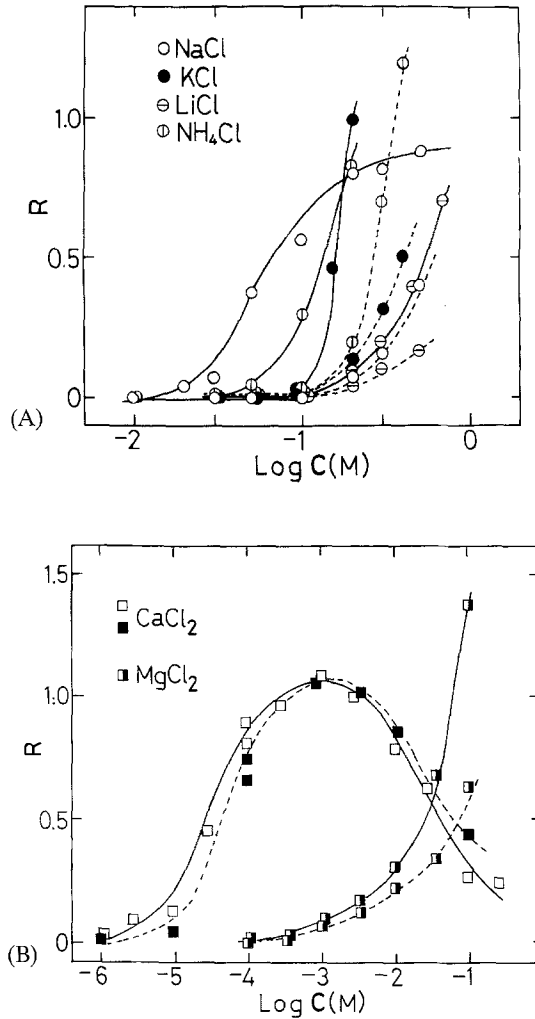 NaCl
KCl
LiCl
NH₄Cl
1.0
0.5
0
R
(A)
-2
-1
0
Log C(M)
1.5
1.0
0.5
0
CaCl₂
MgCl₂
R
(B)
-6
-5
-4
-3
-2
-1
Log C(M)